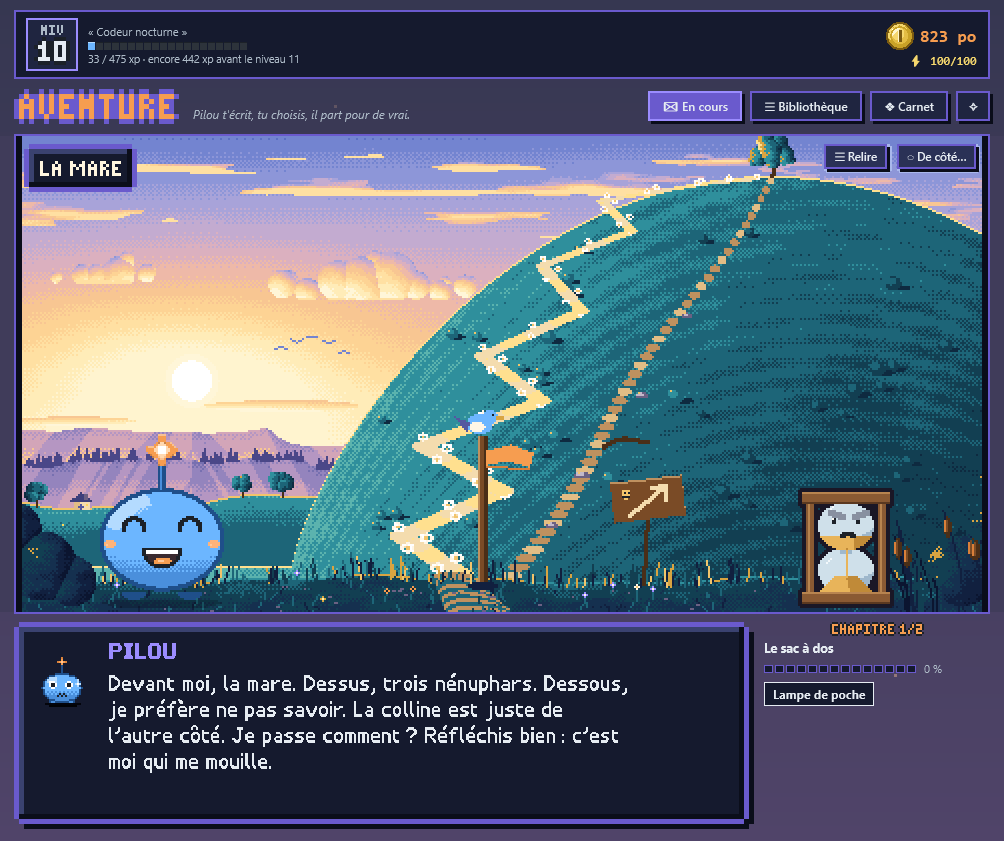 NIV
10
« Codeur nocturne »
33 / 475 xp · encore 442 xp avant le niveau 11
823 po
100/100
AVENTURE
Pilou t'écrit, tu choisis, il part pour de vrai.
En cours
Bibliothèque
Carnet
LA MARE
Relire
De côté…
PILOU
Devant moi, la mare. Dessus, trois nénuphars. Dessous,
je préfère ne pas savoir. La colline est juste de
l'autre côté. Je passe comment ? Réfléchis bien : c'est
moi qui me mouille.
CHAPITRE 1/2
Le sac à dos
0 %
Lampe de poche